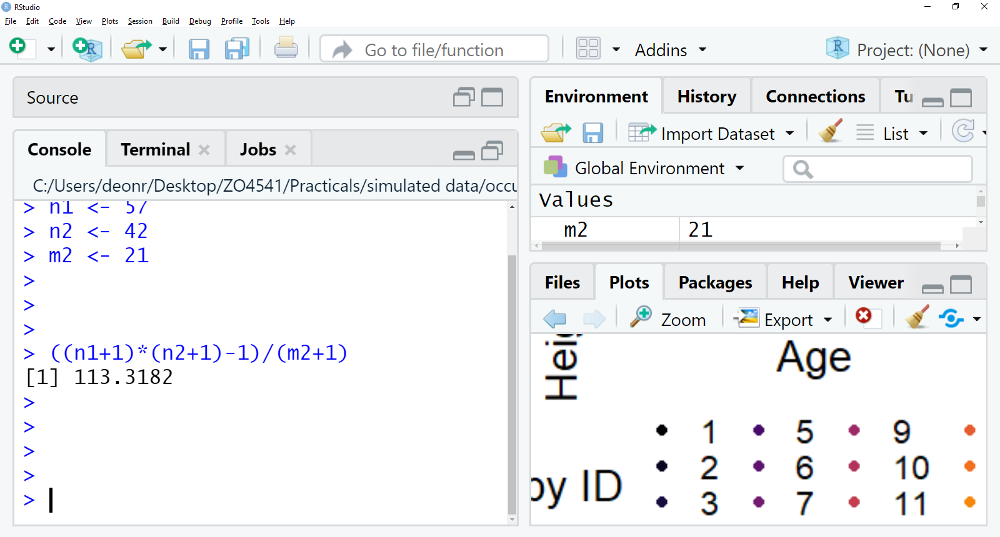 RStudio
File Edit Code View Plots Session Build Debug Profile Tools Help
Go to file/function Addins Project: (None)
Source
Console Terminal Jobs
C:/Users/deonr/Desktop/ZO4541/Practicals/simulated data/occu
> n1 <- 57
> n2 <- 42
> m2 <- 21
>
>
>
> ((n1+1)*(n2+1)-1)/(m2+1)
[1] 113.3182
>
>
>
>
>
Environment History Connections Tu
Import Dataset List
Global Environment
Values
m2 21
Files Plots Packages Help Viewer
Zoom Export
Hei
Age
1 5 9
by ID 2 6 10
3 7 11